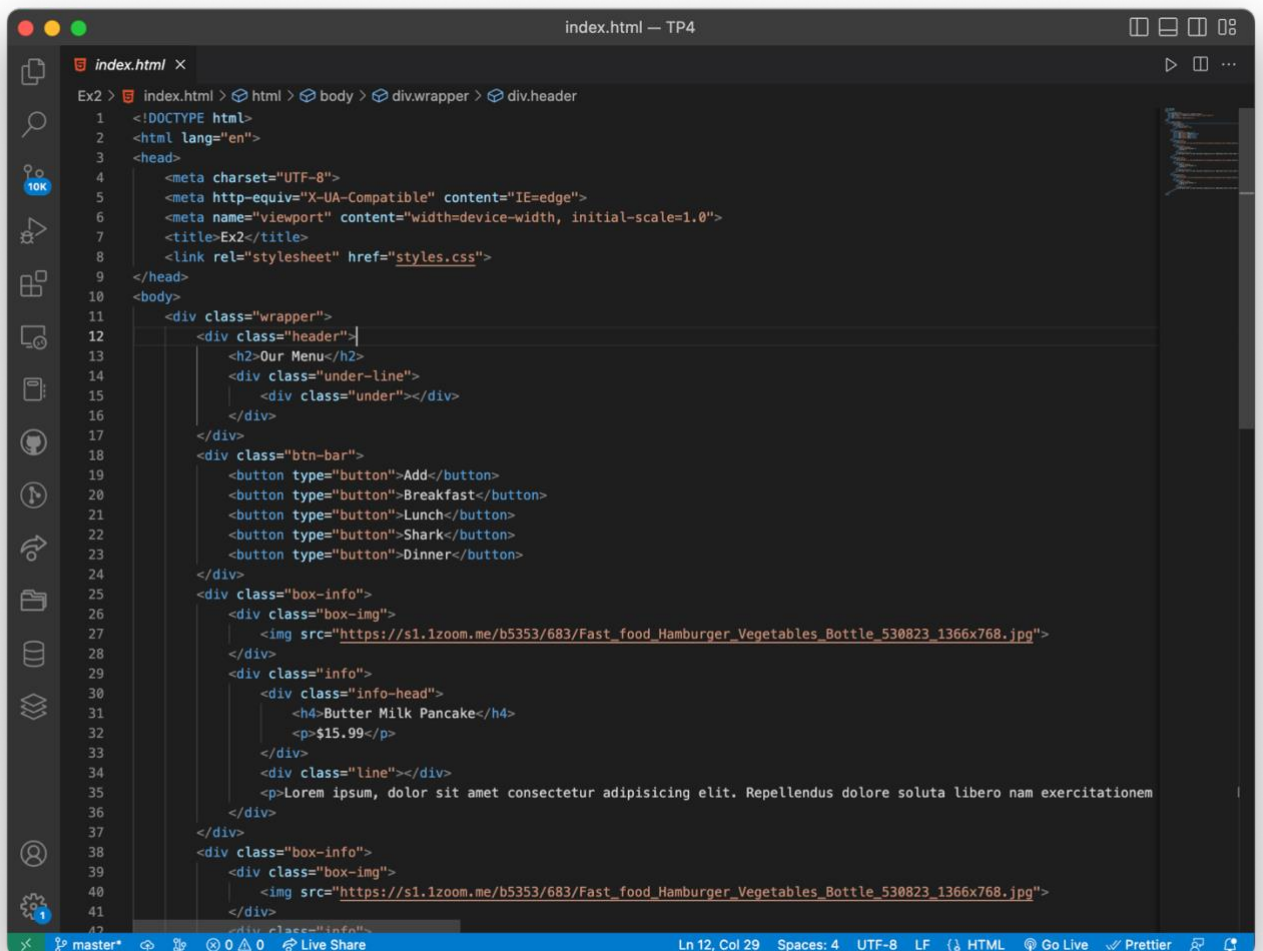 index.html — TP4
index.html
Ex2 > index.html > html > body > div.wrapper > div.header
1 <!DOCTYPE html>
2 <html lang="en">
3 <head>
4 <meta charset="UTF-8">
5 <meta http-equiv="X-UA-Compatible" content="IE=edge">
6 <meta name="viewport" content="width=device-width, initial-scale=1.0">
7 <title>Ex2</title>
8 <link rel="stylesheet" href="styles.css">
9 </head>
10 <body>
11 <div class="wrapper">
12 <div class="header">
13 <h2>Our Menu</h2>
14 <div class="under-line">
15 <div class="under"></div>
16 </div>
17 </div>
18 <div class="btn-bar">
19 <button type="button">Add</button>
20 <button type="button">Breakfast</button>
21 <button type="button">Lunch</button>
22 <button type="button">Shark</button>
23 <button type="button">Dinner</button>
24 </div>
25 <div class="box-info">
26 <div class="box-img">
27 <img src="https://s1.1zoom.me/b5353/683/Fast_food_Hamburger_Vegetables_Bottle_530823_1366x768.jpg">
28 </div>
29 <div class="info">
30 <div class="info-head">
31 <h4>Butter Milk Pancake</h4>
32 <p>$15.99</p>
33 </div>
34 <div class="line"></div>
35 <p>Lorem ipsum, dolor sit amet consectetur adipisicing elit. Repellendus dolore soluta libero nam exercitationem
36 </div>
37 </div>
38 <div class="box-info">
39 <div class="box-img">
40 <img src="https://s1.1zoom.me/b5353/683/Fast_food_Hamburger_Vegetables_Bottle_530823_1366x768.jpg">
41 </div>
42 <div class="info">
10K
1
master* 0 0 Live Share Ln 12, Col 29 Spaces: 4 UTF-8 LF HTML Go Live Prettier